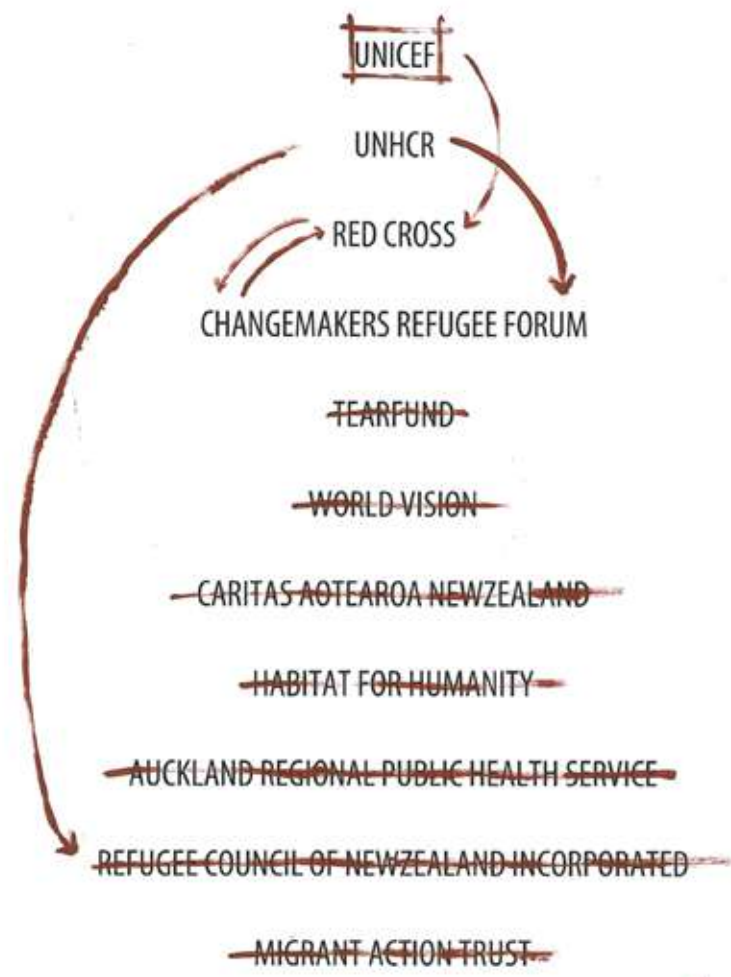 UNICEF
UNHCR
RED CROSS
CHANGEMAKERS REFUGEE FORUM
TEARFUND
WORLD VISION
CARITAS AOTEAROA NEWZEALAND
HABITAT FOR HUMANITY
AUCKLAND REGIONAL PUBLIC HEALTH SERVICE
REFUGEE COUNCIL OF NEWZEALAND INCORPORATED
MIGRANT ACTION TRUST